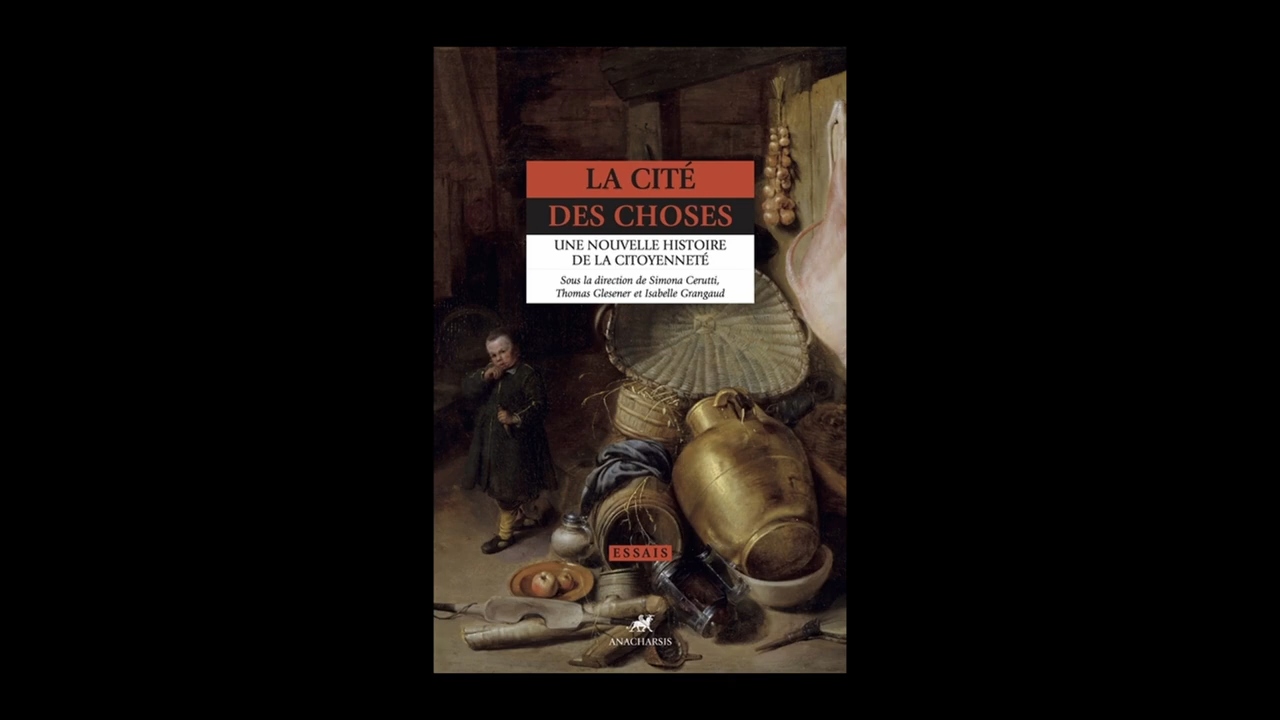 LA CITÉ
DES CHOSES
UNE NOUVELLE HISTOIRE
DE LA CITOYENNETÉ
Sous la direction de Simona Cerutti,
Thomas Glesener et Isabelle Grangaud
ESSAIS
ANACHARSIS